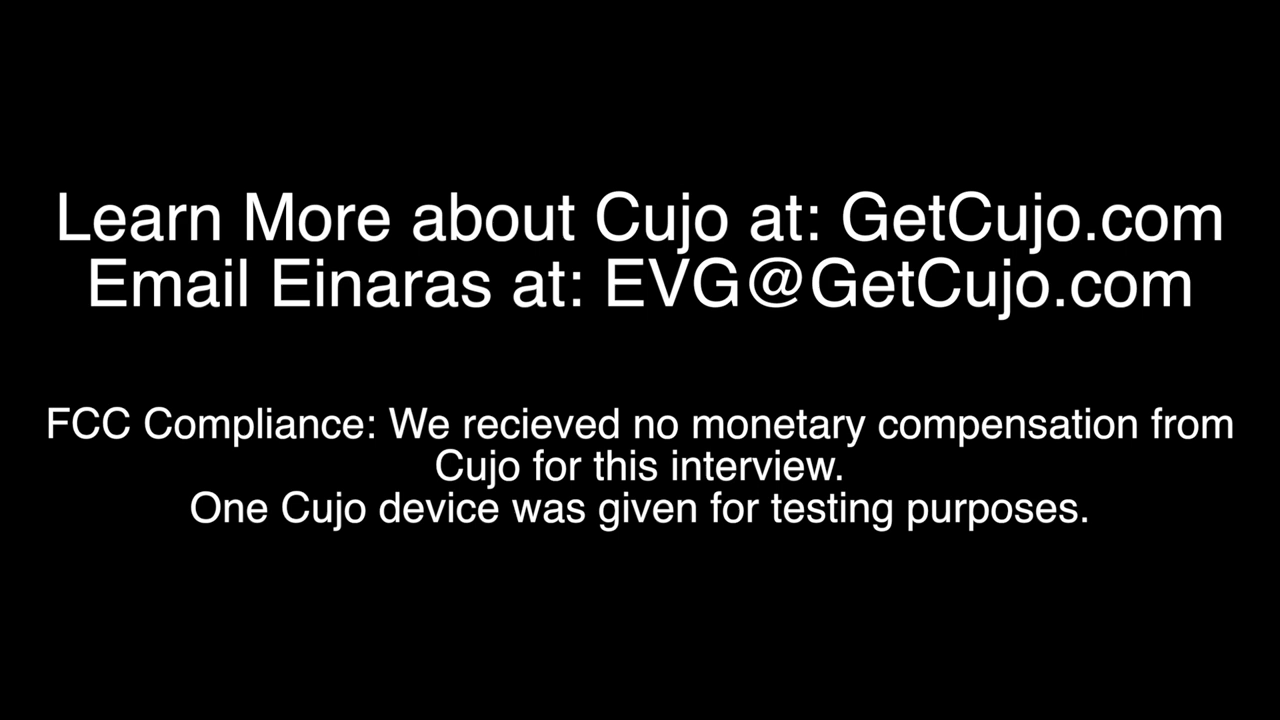 Learn More about Cujo at: GetCujo.com
Email Einaras at: EVG@GetCujo.com
FCC Compliance: We recieved no monetary compensation from
Cujo for this interview.
One Cujo device was given for testing purposes.